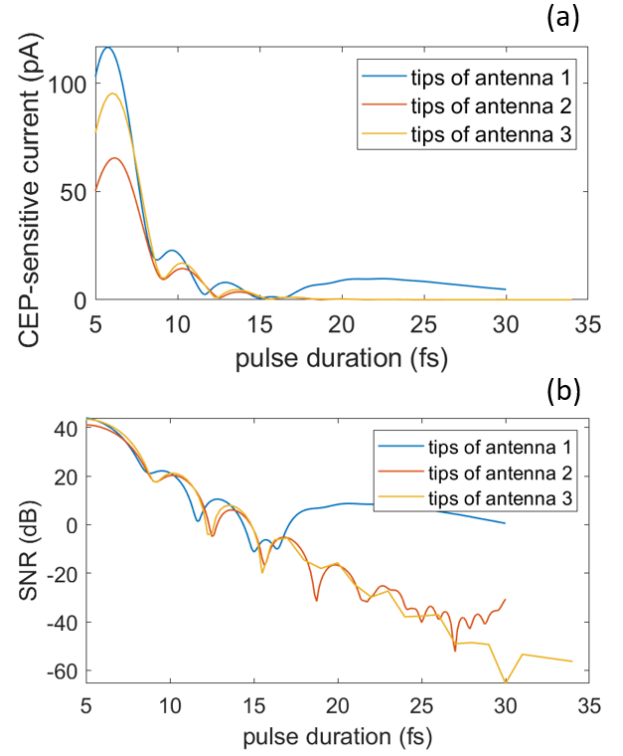 (a)
CEP-sensitive current (pA)
100
50
0
tips of antenna 1
tips of antenna 2
tips of antenna 3
5 10 15 20 25 30 35
pulse duration (fs)
(b)
SNR (dB)
40
20
0
-20
-40
-60
tips of antenna 1
tips of antenna 2
tips of antenna 3
5 10 15 20 25 30 35
pulse duration (fs)